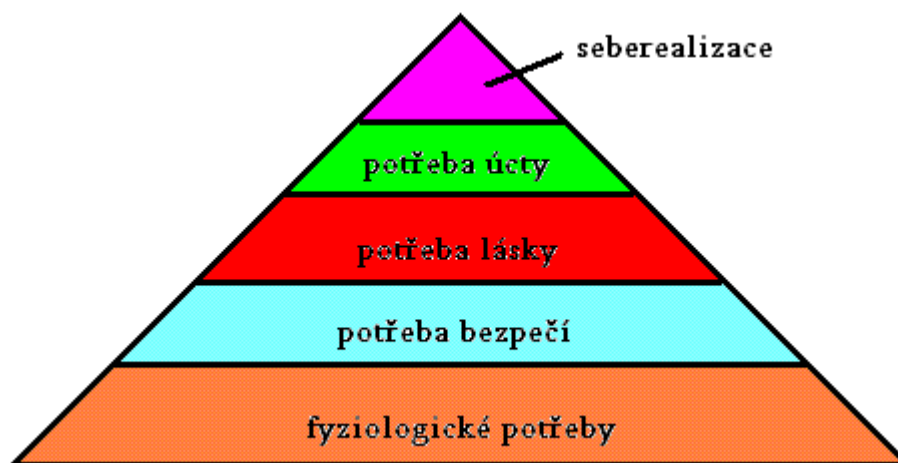 seberealizace
potřeba úcty
potřeba lásky
potřeba bezpečí
fyziologické potřeby